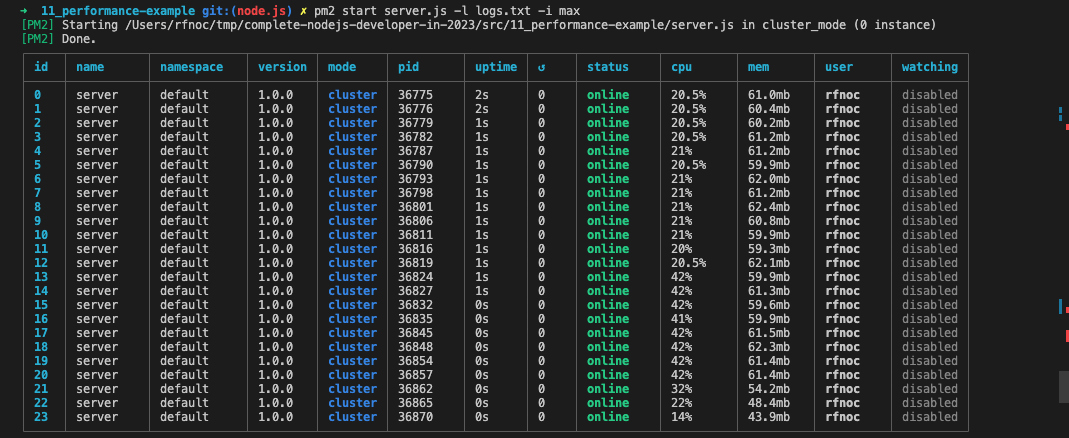 ➜ 11_performance-example git:(node.js) ✗ pm2 start server.js -l logs.txt -i max
[PM2] Starting /Users/rfnoc/tmp/complete-nodejs-developer-in-2023/src/11_performance-example/server.js in cluster_mode (0 instance)
[PM2] Done.
id name namespace version mode pid uptime ↺ status cpu mem user watching
0 server default 1.0.0 cluster 36775 2s 0 online 20.5% 61.0mb rfnoc disabled
1 server default 1.0.0 cluster 36776 2s 0 online 20.5% 60.4mb rfnoc disabled
2 server default 1.0.0 cluster 36779 1s 0 online 20.5% 60.2mb rfnoc disabled
3 server default 1.0.0 cluster 36782 1s 0 online 20.5% 61.2mb rfnoc disabled
4 server default 1.0.0 cluster 36787 1s 0 online 21% 61.2mb rfnoc disabled
5 server default 1.0.0 cluster 36790 1s 0 online 20.5% 59.9mb rfnoc disabled
6 server default 1.0.0 cluster 36793 1s 0 online 21% 62.0mb rfnoc disabled
7 server default 1.0.0 cluster 36798 1s 0 online 21% 61.2mb rfnoc disabled
8 server default 1.0.0 cluster 36801 1s 0 online 21% 62.4mb rfnoc disabled
9 server default 1.0.0 cluster 36806 1s 0 online 21% 60.8mb rfnoc disabled
10 server default 1.0.0 cluster 36811 1s 0 online 21% 59.9mb rfnoc disabled
11 server default 1.0.0 cluster 36816 1s 0 online 20% 59.3mb rfnoc disabled
12 server default 1.0.0 cluster 36819 1s 0 online 20.5% 62.1mb rfnoc disabled
13 server default 1.0.0 cluster 36824 1s 0 online 42% 59.9mb rfnoc disabled
14 server default 1.0.0 cluster 36827 1s 0 online 42% 61.3mb rfnoc disabled
15 server default 1.0.0 cluster 36832 0s 0 online 42% 59.6mb rfnoc disabled
16 server default 1.0.0 cluster 36835 0s 0 online 41% 59.9mb rfnoc disabled
17 server default 1.0.0 cluster 36845 0s 0 online 42% 61.5mb rfnoc disabled
18 server default 1.0.0 cluster 36848 0s 0 online 42% 62.3mb rfnoc disabled
19 server default 1.0.0 cluster 36854 0s 0 online 42% 61.4mb rfnoc disabled
20 server default 1.0.0 cluster 36857 0s 0 online 42% 61.4mb rfnoc disabled
21 server default 1.0.0 cluster 36862 0s 0 online 32% 54.2mb rfnoc disabled
22 server default 1.0.0 cluster 36865 0s 0 online 22% 48.4mb rfnoc disabled
23 server default 1.0.0 cluster 36870 0s 0 online 14% 43.9mb rfnoc disabled